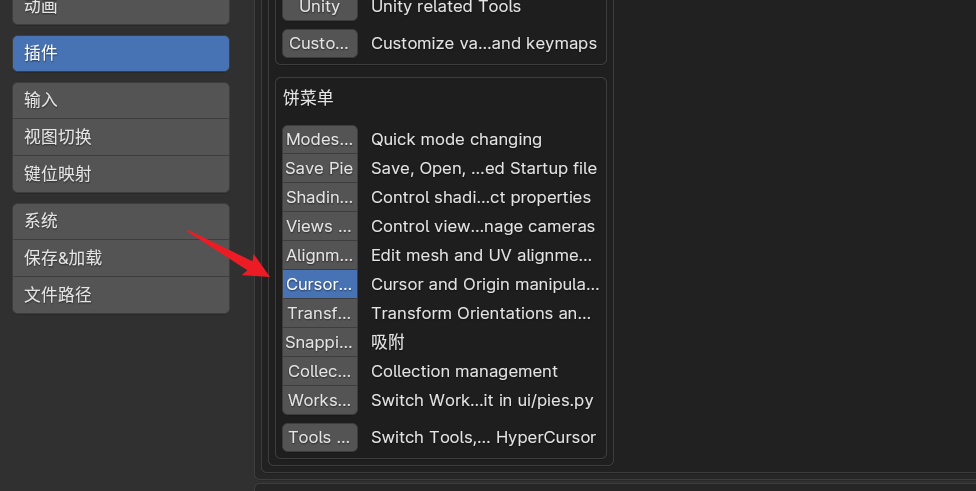 动画
插件
输入
视图切换
键位映射
系统
保存&加载
文件路径
Unity Unity related Tools
Custo... Customize va...and keymaps
饼菜单
Modes... Quick mode changing
Save Pie Save, Open, ...ed Startup file
Shadin... Control shadi...ct properties
Views ... Control view...nage cameras
Alignm... Edit mesh and UV alignme...
Cursor... Cursor and Origin manipula...
Transf... Transform Orientations an...
Snappi... 吸附
Collec... Collection management
Works... Switch Work...it in ui/pies.py
Tools ... Switch Tools,... HyperCursor